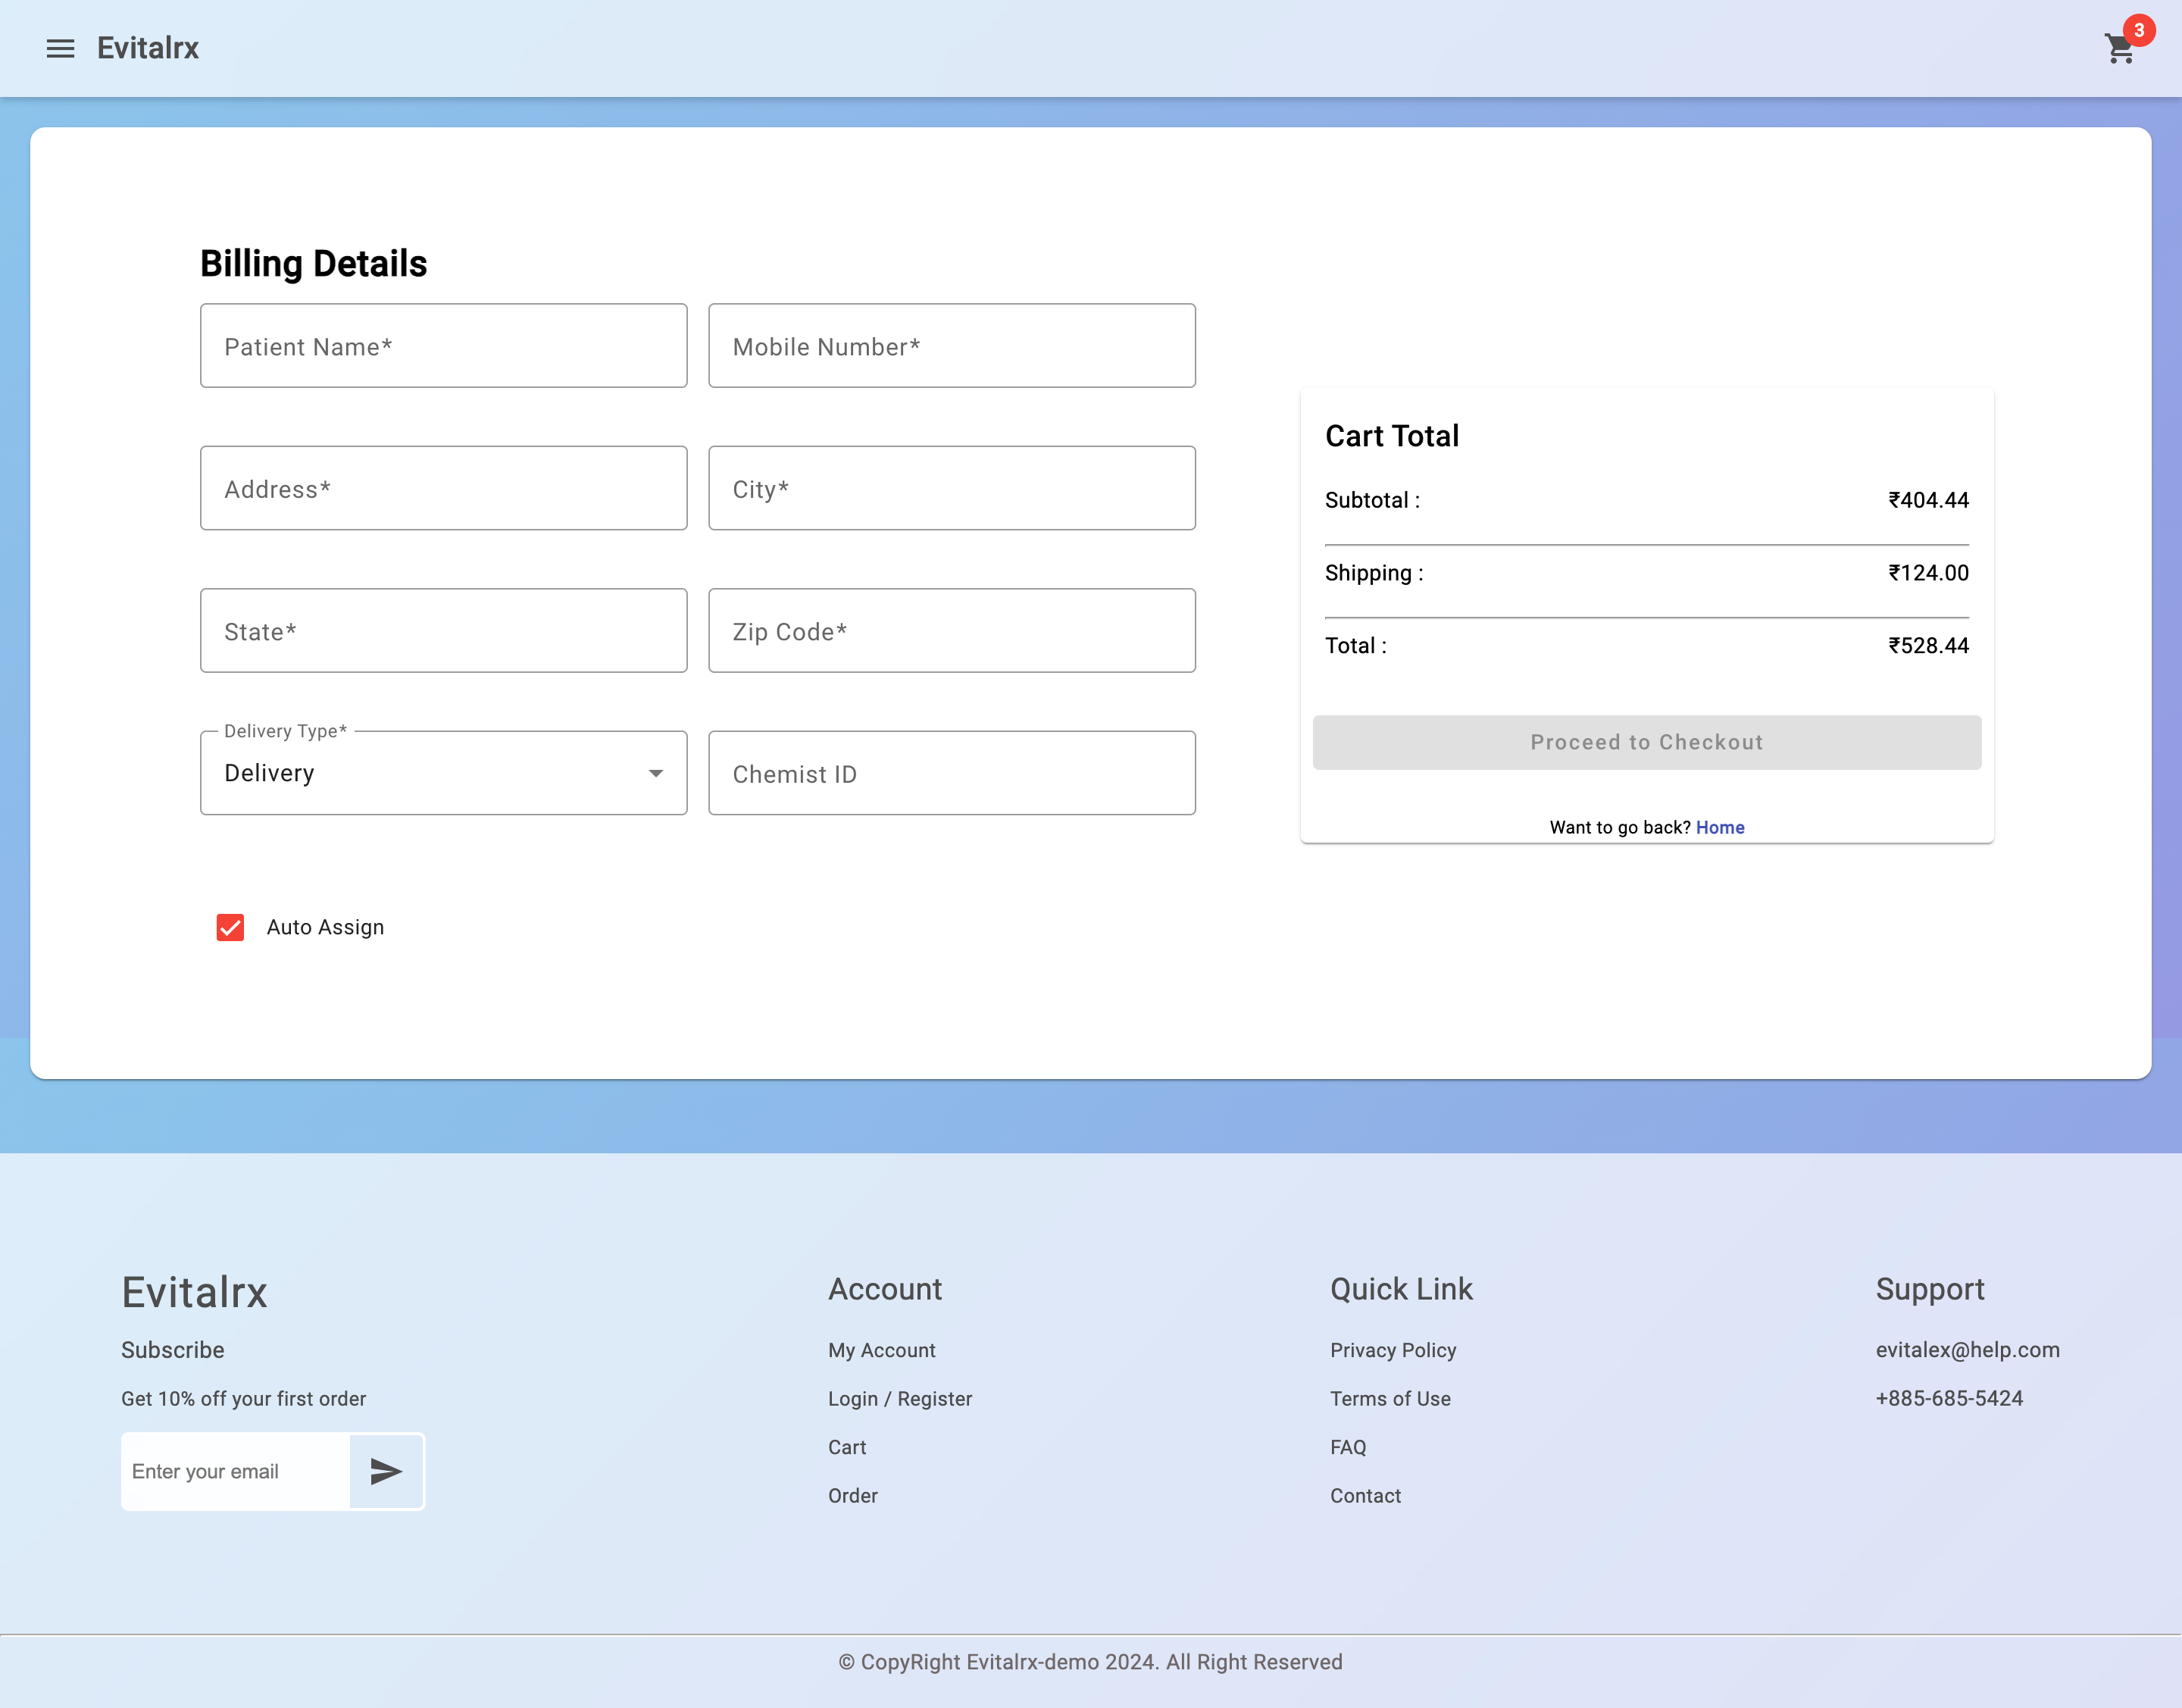 Evitalrx
3
Billing Details
Patient Name*
Mobile Number*
Address*
City*
State*
Zip Code*
Delivery Type*
Delivery
Chemist ID
Auto Assign
Cart Total
Subtotal : ₹404.44
Shipping : ₹124.00
Total : ₹528.44
Proceed to Checkout
Want to go back? Home
Evitalrx
Subscribe
Get 10% off your first order
Enter your email
Account
My Account
Login / Register
Cart
Order
Quick Link
Privacy Policy
Terms of Use
FAQ
Contact
Support
evitalex@help.com
+885-685-5424
© CopyRight Evitalrx-demo 2024. All Right Reserved